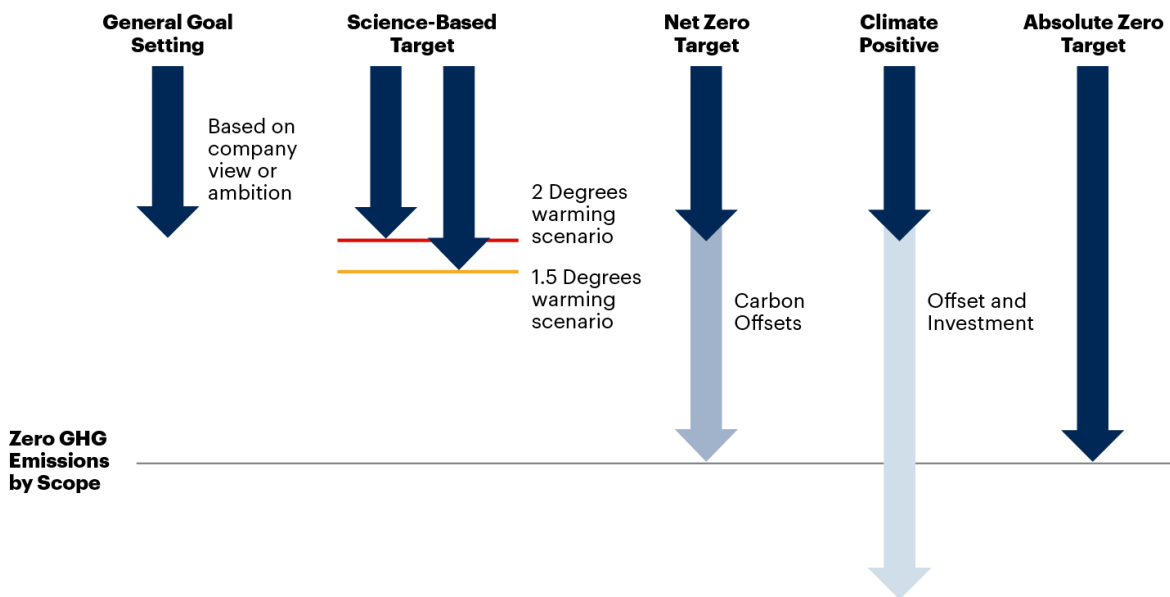 General Goal
Setting
Science-Based
Target
Net Zero
Target
Climate
Positive
Absolute Zero
Target
Based on
company
view or
ambition
2 Degrees
warming
scenario
1.5 Degrees
warming
scenario
Carbon
Offsets
Offset and
Investment
Zero GHG
Emissions
by Scope